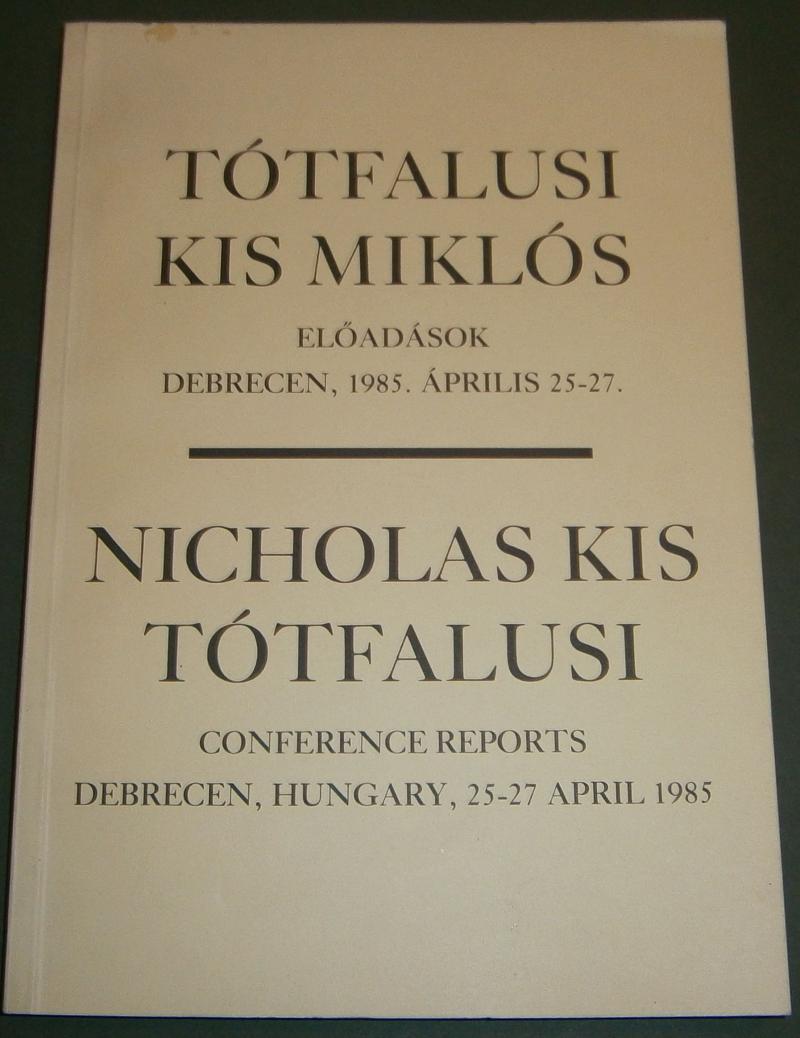 TÓTFALUSI
KIS MIKLÓS
ELŐADÁSOK
DEBRECEN, 1985. ÁPRILIS 25-27.
NICHOLAS KIS
TÓTFALUSI
CONFERENCE REPORTS
DEBRECEN, HUNGARY, 25-27 APRIL 1985